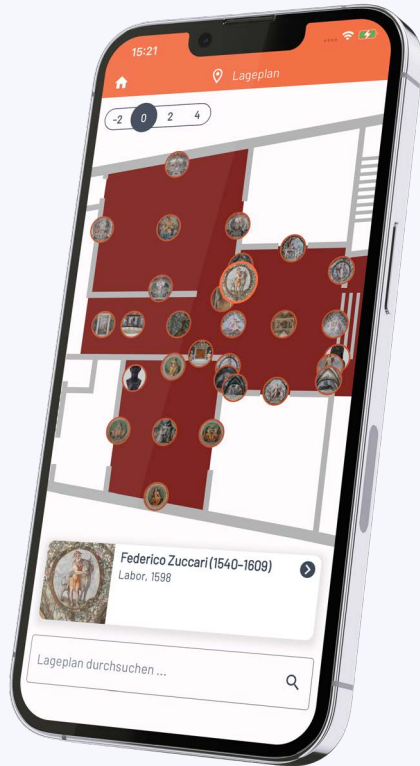 15:21
Lageplan
-2 0 2 4
Federico Zuccari (1540–1609)
Labor, 1598
Lageplan durchsuchen ...